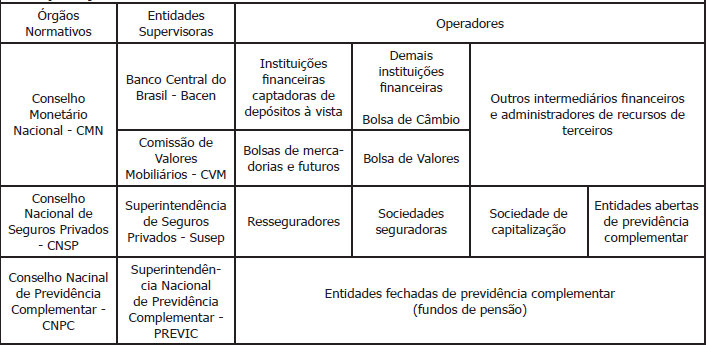 Órgãos
Normativos
Entidades
Supervisoras
Operadores
Conselho
Monetário
Nacional - CMN
Banco Central do
Brasil - Bacen
Instituições
financeiras
captadoras de
depósitos à vista
Demais
instituições
financeiras
Bolsa de Câmbio
Outros intermediários financeiros
e administradores de recursos de
terceiros
Comissão de
Valores
Mobiliários - CVM
Bolsas de merca-
dorias e futuros
Bolsa de Valores
Conselho
Nacional de
Seguros Privados
- CNSP
Superintendência
de Seguros
Privados - Susep
Resseguradores
Sociedades
seguradoras
Sociedade de
capitalização
Entidades abertas
de previdência
complementar
Conselho Nacinal
de Previdência
Complementar -
CNPC
Superintendên-
cia Nacional
de Previdência
Complementar -
PREVIC
Entidades fechadas de previdência complementar
(fundos de pensão)